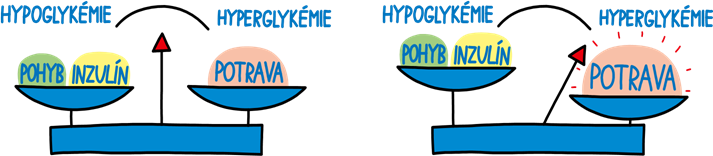 HYPOGLYKÉMIE
HYPERGLYKÉMIE
POHYB INZULÍN
POTRAVA
HYPOGLYKÉMIE
HYPERGLYKÉMIE
POHYB INZULÍN
POTRAVA